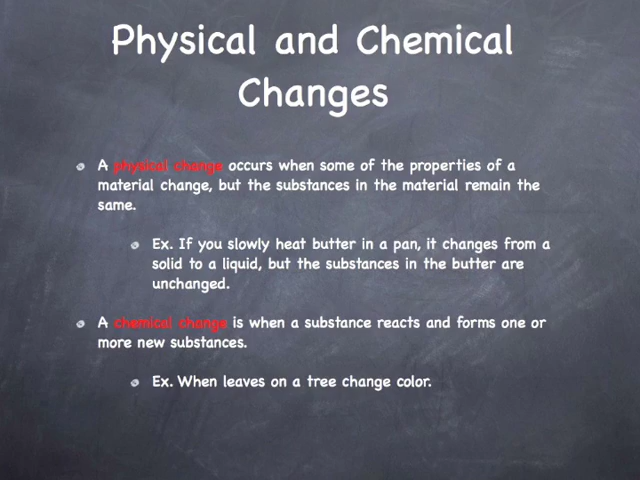 Physical and Chemical
Changes
A physical change occurs when some of the properties of a
material change, but the substances in the material remain the
same.
Ex. If you slowly heat butter in a pan, it changes from a
solid to a liquid, but the substances in the butter are
unchanged.
A chemical change is when a substance reacts and forms one or
more new substances.
Ex. When leaves on a tree change color.